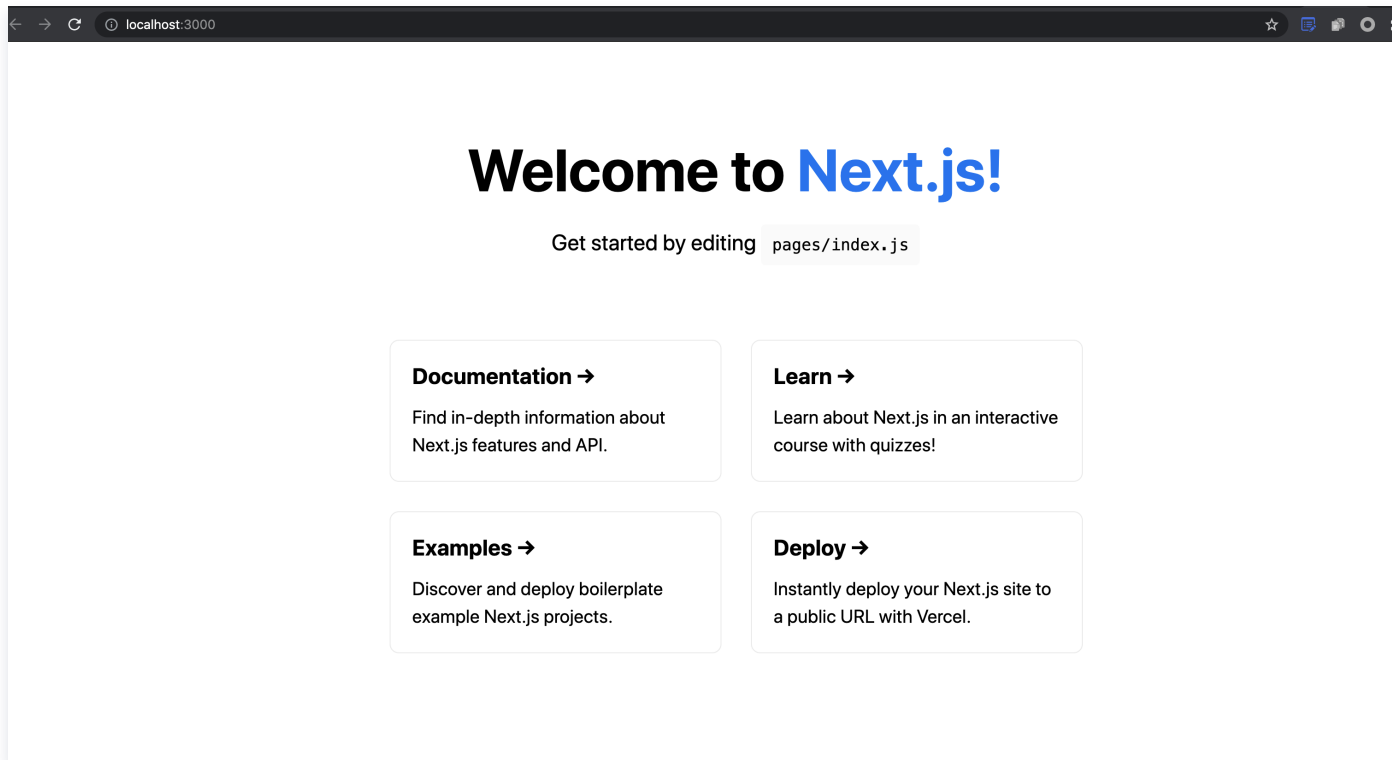 localhost:3000
Welcome to Next.js!
Get started by editing pages/index.js
Documentation →
Find in-depth information about
Next.js features and API.
Learn →
Learn about Next.js in an interactive
course with quizzes!
Examples →
Discover and deploy boilerplate
example Next.js projects.
Deploy →
Instantly deploy your Next.js site to
a public URL with Vercel.